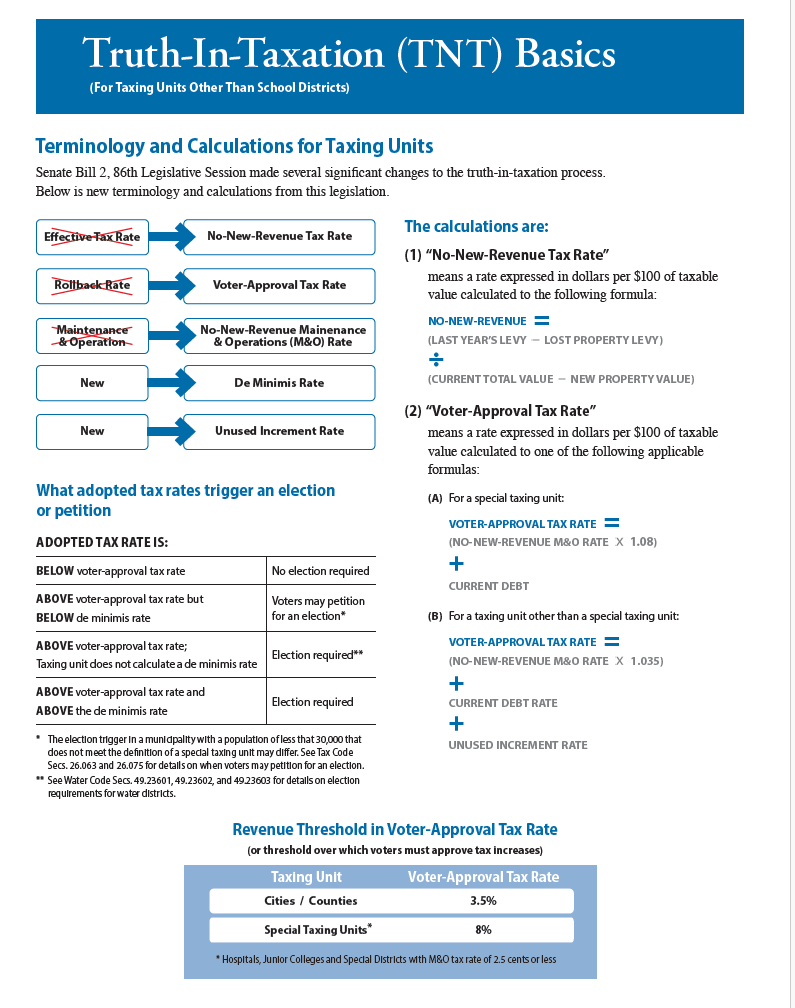 Truth-In-Taxation (TNT) Basics
(For Taxing Units Other Than School Districts)
Terminology and Calculations for Taxing Units
Senate Bill 2, 86th Legislative Session made several significant changes to the truth-in-taxation process.
Below is new terminology and calculations from this legislation.
Effective Tax Rate
No-New-Revenue Tax Rate
Rollback Rate
Voter-Approval Tax Rate
Maintenance
& Operation
No-New-Revenue Mainenance
& Operations (M&O) Rate
New
De Minimis Rate
New
Unused Increment Rate
What adopted tax rates trigger an election
or petition
ADOPTED TAX RATE IS:
BELOW voter-approval tax rate
No election required
ABOVE voter-approval tax rate but
BELOW de minimis rate
Voters may petition
for an election*
ABOVE voter-approval tax rate;
Taxing unit does not calculate a de minimis rate
Election required**
ABOVE voter-approval tax rate and
ABOVE the de minimis rate
Election required
* The election trigger in a municipality with a population of less that 30,000 that
does not meet the definition of a special taxing unit may differ. See Tax Code
Secs. 26.063 and 26.075 for details on when voters may petition for an election.
** See Water Code Secs. 49.23601, 49.23602, and 49.23603 for details on election
requirements for water districts.
The calculations are:
(1) “No-New-Revenue Tax Rate”
means a rate expressed in dollars per $100 of taxable
value calculated to the following formula:
NO-NEW-REVENUE =
(LAST YEAR’S LEVY – LOST PROPERTY LEVY)
÷
(CURRENT TOTAL VALUE – NEW PROPERTY VALUE)
(2) “Voter-Approval Tax Rate”
means a rate expressed in dollars per $100 of taxable
value calculated to one of the following applicable
formulas:
(A) For a special taxing unit:
VOTER-APPROVAL TAX RATE =
(NO-NEW-REVENUE M&O RATE X 1.08)
+
CURRENT DEBT
(B) For a taxing unit other than a special taxing unit:
VOTER-APPROVAL TAX RATE =
(NO-NEW-REVENUE M&O RATE X 1.035)
+
CURRENT DEBT RATE
+
UNUSED INCREMENT RATE
Revenue Threshold in Voter-Approval Tax Rate
(or threshold over which voters must approve tax increases)
Taxing Unit Voter-Approval Tax Rate
Cities / Counties 3.5%
Special Taxing Units* 8%
* Hospitals, Junior Colleges and Special Districts with M&O tax rate of 2.5 cents or less